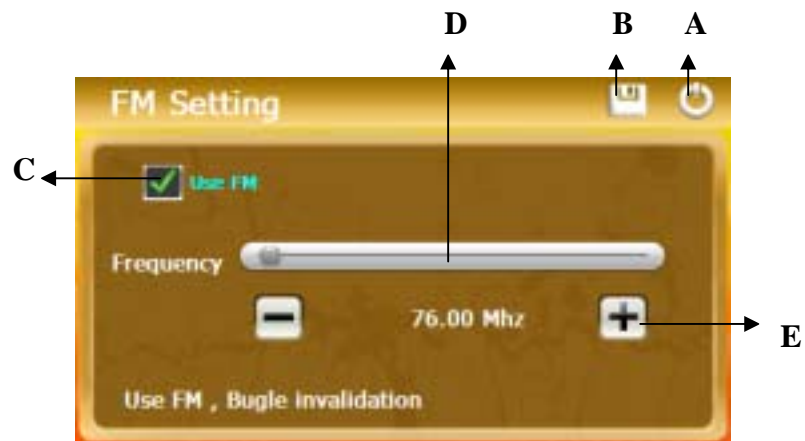 D B A
FM Setting
C
Use FM
Frequency
76.00 Mhz
E
Use FM , Bugle invalidation